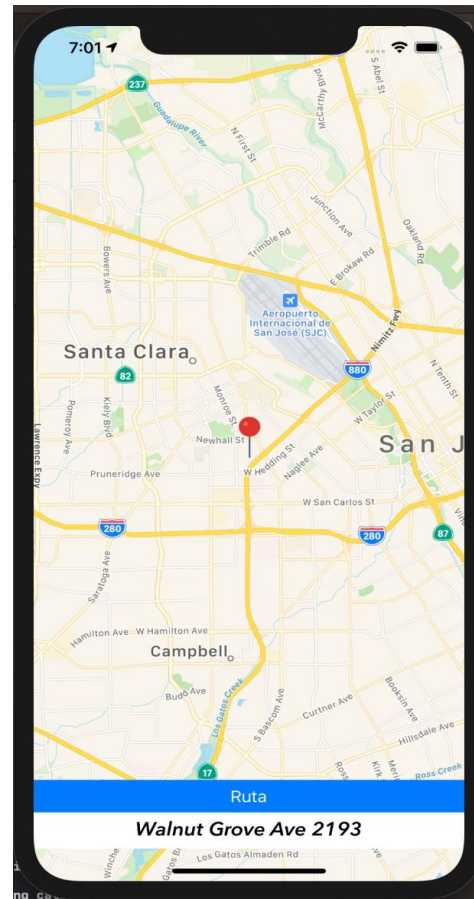 7:01
S Abel St
237
McCarthy Blvd
Guadalupe River
N First St
Junction Ave
Oakland Rd
Trimble Rd
E Brokaw Rd
Bowers Ave
Aeropuerto
Internacional de
San José (SJC)
Nimitz Fwy
Santa Clara
880
N Tenth St
82
Monroe St
W Taylor St
Kiely Blvd
Pomeroy Ave
Newhall St
San J
Lawrence Expy
W Hedding St
Naglee Ave
Pruneridge Ave
W San Carlos St
280
280
87
Saratoga Ave
Hamilton Ave
W Hamilton Ave
Campbell
Budd Ave
Los Gatos Creek
S Bascom Ave
Curtner Ave
Booksin Ave
Hillsdale Ave
17
Ross
Kirk
Meri
Ross Creek
Ruta
Walnut Grove Ave 2193
Winche
Los Gatos Almaden Rd